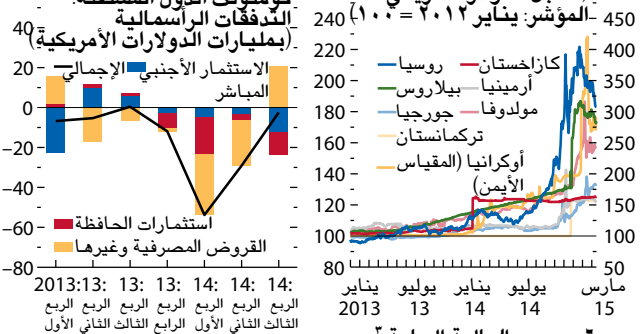 التدفقات الرأسمالية
(بمليارات الدولارات الأمريكية)
40
20
0
–20
–40
–60
–80
الاستثمار الأجنبي
المباشر
الإجمالي
استثمارات الحافظة
القروض المصرفية وغيرها
2013:
الربع
الأول
13:
الربع
الثاني
13:
الربع
الثالث
14:
الربع
الأول
14:
الربع
الثاني
14:
الربع
الثالث
المؤشر: يناير ٢٠١٢ = ١٠٠)
240
220
200
180
160
140
120
100
80
450
400
350
300
250
200
150
100
50
روسيا
كازاخستان
بيلاروس
أرمينيا
جورجيا
مولدوفا
تركمانستان
أوكرانيا (المقياس
الأيمن)
يناير
2013
يوليو
13
يناير
14
يوليو
14
مارس
15